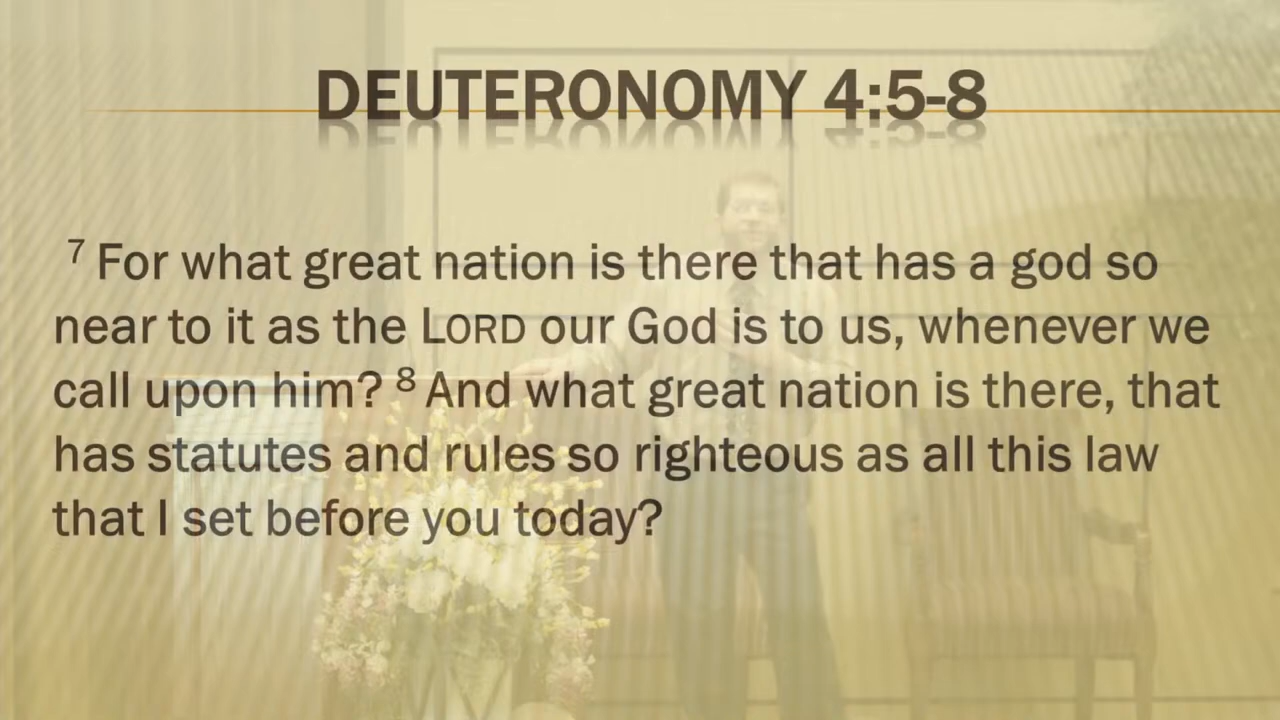 DEUTERONOMY 4:5-8
7 For what great nation is there that has a god so
near to it as the LORD our God is to us, whenever we
call upon him? 8 And what great nation is there, that
has statutes and rules so righteous as all this law
that I set before you today?